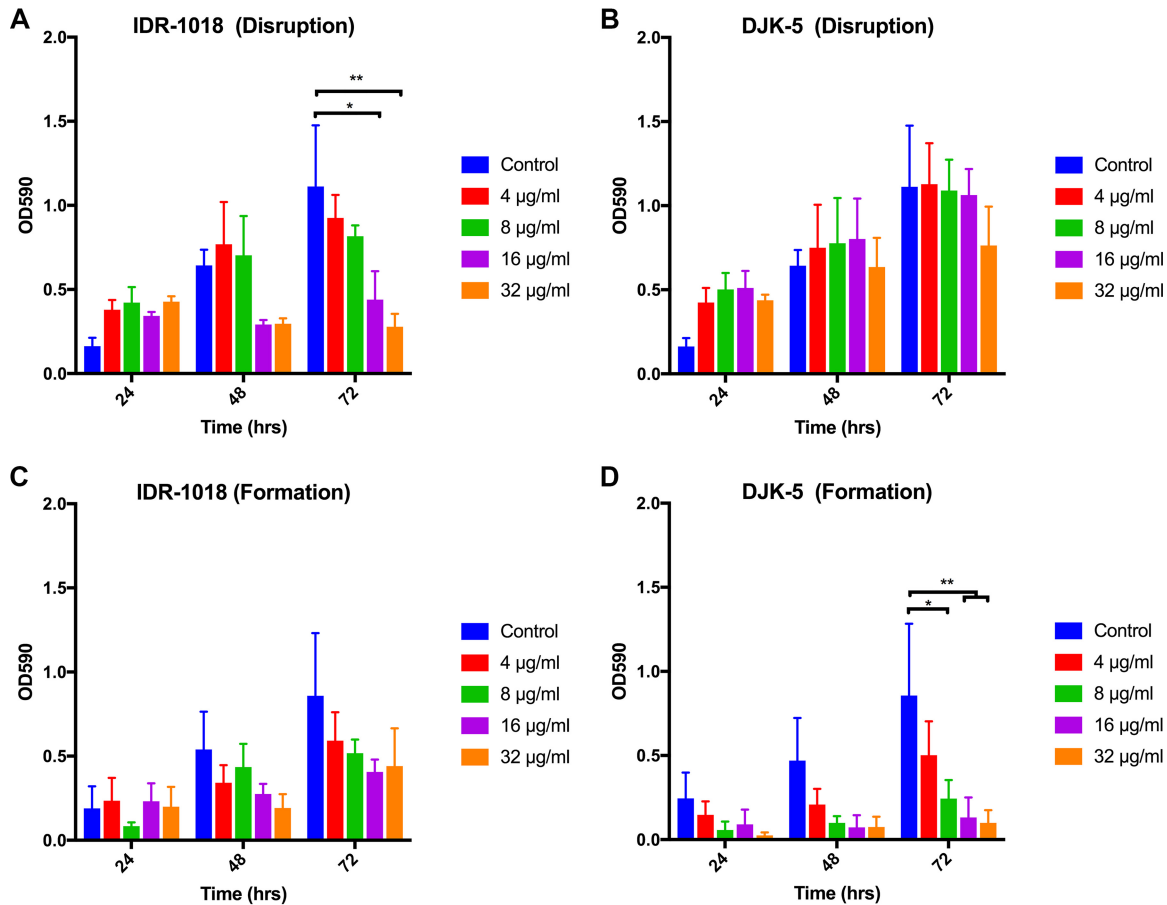 A
IDR-1018 (Disruption)
2.0
1.5
1.0
0.5
0.0
OD590
**
*
24
48
72
Time (hrs)
Control
4 µg/ml
8 µg/ml
16 µg/ml
32 µg/ml
B
DJK-5 (Disruption)
2.0
1.5
1.0
0.5
0.0
OD590
24
48
72
Time (hrs)
Control
4 µg/ml
8 µg/ml
16 µg/ml
32 µg/ml
C
IDR-1018 (Formation)
2.0
1.5
1.0
0.5
0.0
OD590
24
48
72
Time (hrs)
Control
4 µg/ml
8 µg/ml
16 µg/ml
32 µg/ml
D
DJK-5 (Formation)
2.0
1.5
1.0
0.5
0.0
OD590
**
*
24
48
72
Time (hrs)
Control
4 µg/ml
8 µg/ml
16 µg/ml
32 µg/ml